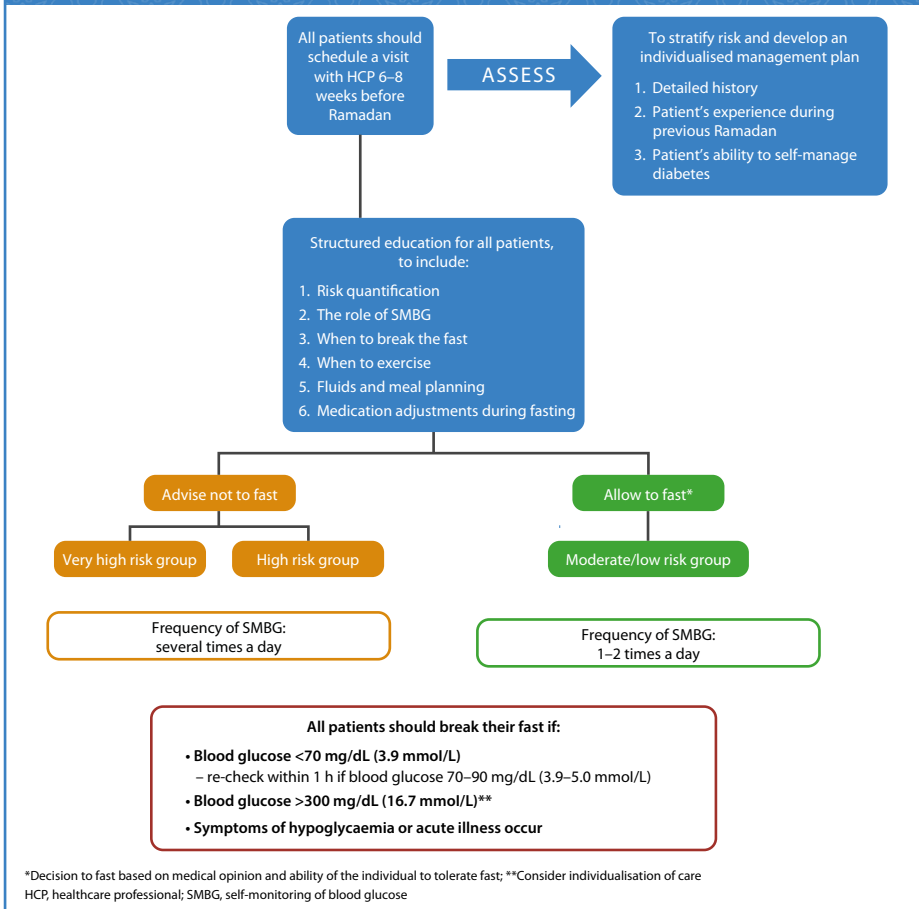 All patients should
schedule a visit
with HCP 6–8
weeks before
Ramadan
ASSESS
To stratify risk and develop an
individualised management plan
1. Detailed history
2. Patient's experience during
previous Ramadan
3. Patient's ability to self-manage
diabetes
Structured education for all patients,
to include:
1. Risk quantification
2. The role of SMBG
3. When to break the fast
4. When to exercise
5. Fluids and meal planning
6. Medication adjustments during fasting
Advise not to fast
Allow to fast*
Very high risk group
High risk group
Moderate/low risk group
Frequency of SMBG:
several times a day
Frequency of SMBG:
1–2 times a day
All patients should break their fast if:
• Blood glucose <70 mg/dL (3.9 mmol/L)
– re-check within 1 h if blood glucose 70–90 mg/dL (3.9–5.0 mmol/L)
• Blood glucose >300 mg/dL (16.7 mmol/L)**
• Symptoms of hypoglycaemia or acute illness occur
*Decision to fast based on medical opinion and ability of the individual to tolerate fast; **Consider individualisation of care
HCP, healthcare professional; SMBG, self-monitoring of blood glucose